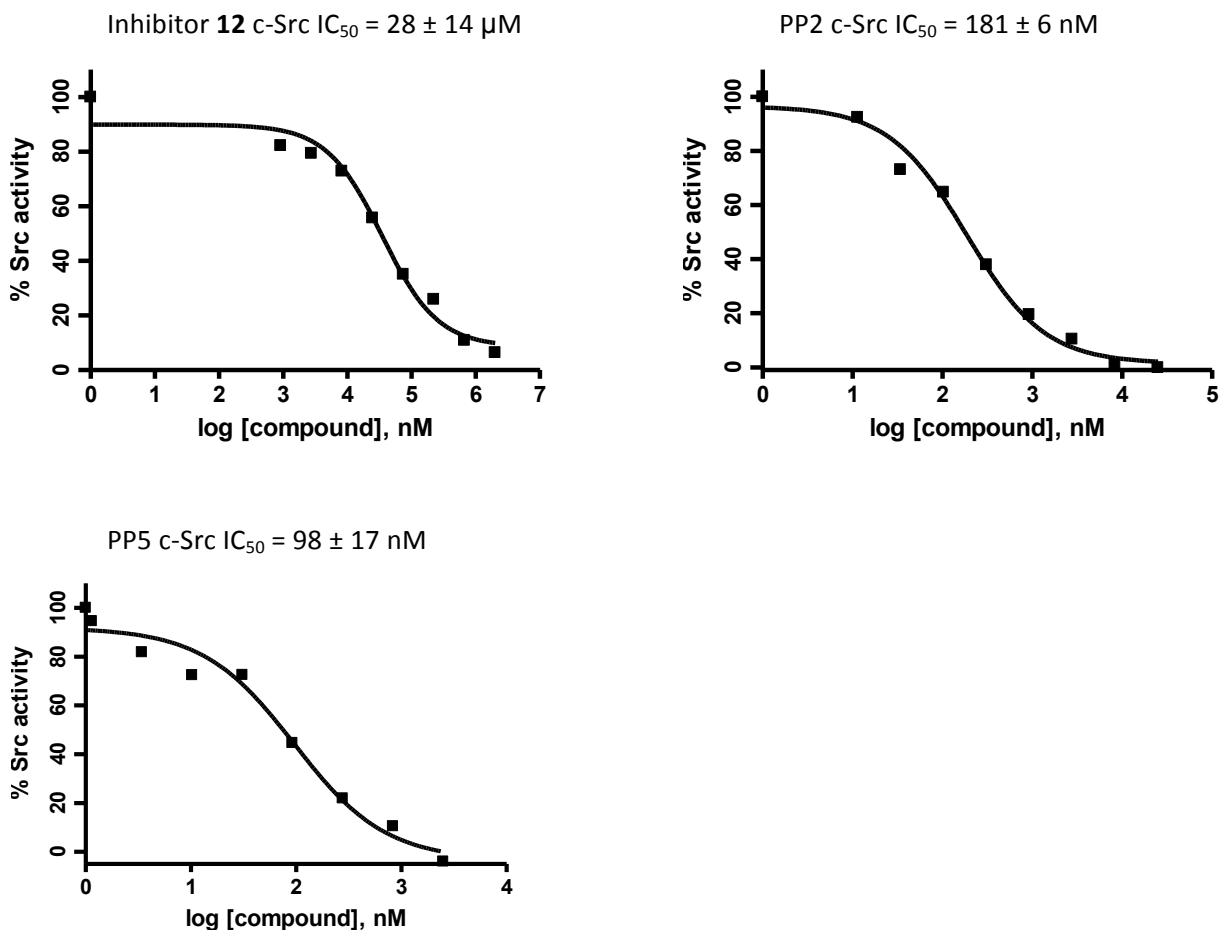 Inhibitor 12 c-Src IC50 = 28 ± 14 µM
% Src activity
100
80
60
40
20
0
0 1 2 3 4 5 6 7
log [compound], nM
PP2 c-Src IC50 = 181 ± 6 nM
% Src activity
100
80
60
40
20
0
0 1 2 3 4 5
log [compound], nM
PP5 c-Src IC50 = 98 ± 17 nM
% Src activity
100
80
60
40
20
0
0 1 2 3 4
log [compound], nM